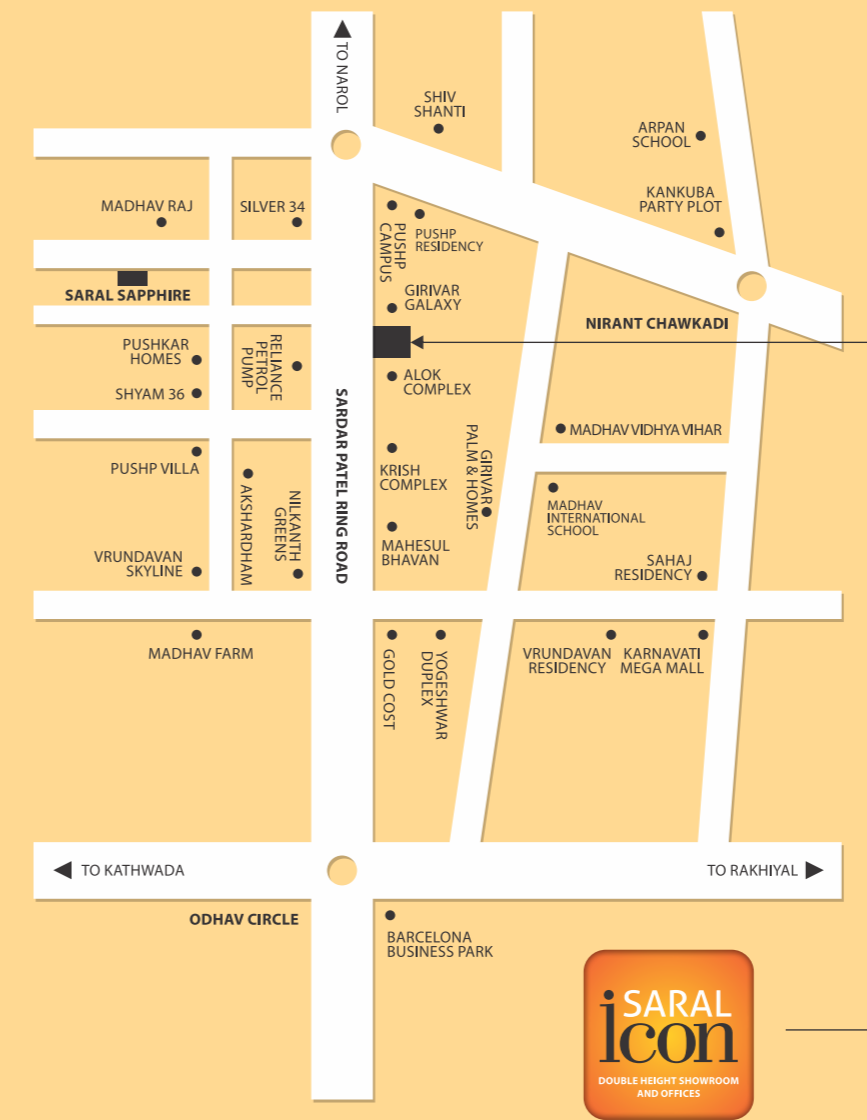 TO NAROL
SHIV
SHANTI
ARPAN
SCHOOL
KANKUBA
PARTY PLOT
MADHAV RAJ
SILVER 34
PUSHP
CAMPUS
PUSHP
RESIDENCY
SARAL SAPPHIRE
GIRIVAR
GALAXY
NIRANT CHAWKADI
PUSHKAR
HOMES
RELIANCE
PETROL
PUMP
SHYAM 36
ALOK
COMPLEX
SARDAR PATEL RING ROAD
MADHAV VIDHYA VIHAR
PUSHP VILLA
KRISH
COMPLEX
GIRIVAR
PALM & HOMES
AKSHARDHAM
NILKANTH
GREENS
MADHAV
INTERNATIONAL
SCHOOL
MAHESUL
BHAVAN
VRUNDAVAN
SKYLINE
SAHAJ
RESIDENCY
MADHAV FARM
GOLD COST
YOGESHWAR
DUPLEX
VRUNDAVAN
RESIDENCY
KARNAVATI
MEGA MALL
TO KATHWADA
TO RAKHIYAL
ODHAV CIRCLE
BARCELONA
BUSINESS PARK
SARAL
icon
DOUBLE HEIGHT SHOWROOM
AND OFFICES